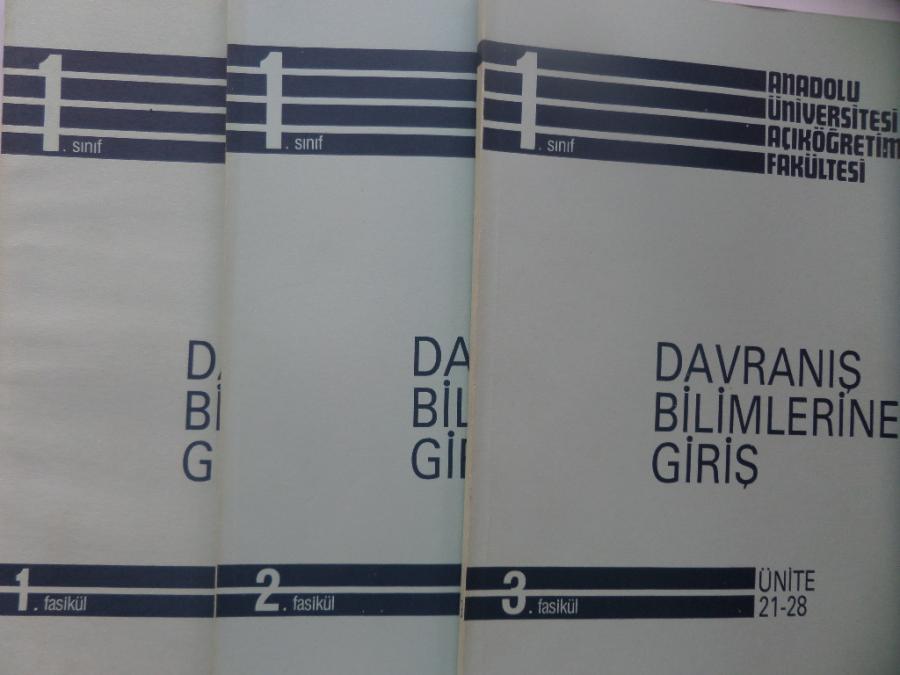 1. sınıf
DA
Bİ
G
1. fasikül
1. sınıf
DA
BİL
Gİ
2. fasikül
1. sınıf
ANADOLU
ÜNİVERSİTESİ
AÇIKÖĞRETİM
FAKÜLTESİ
DAVRANIŞ
BİLİMLERİNE
GİRİŞ
3. fasikül
ÜNİTE
21-28